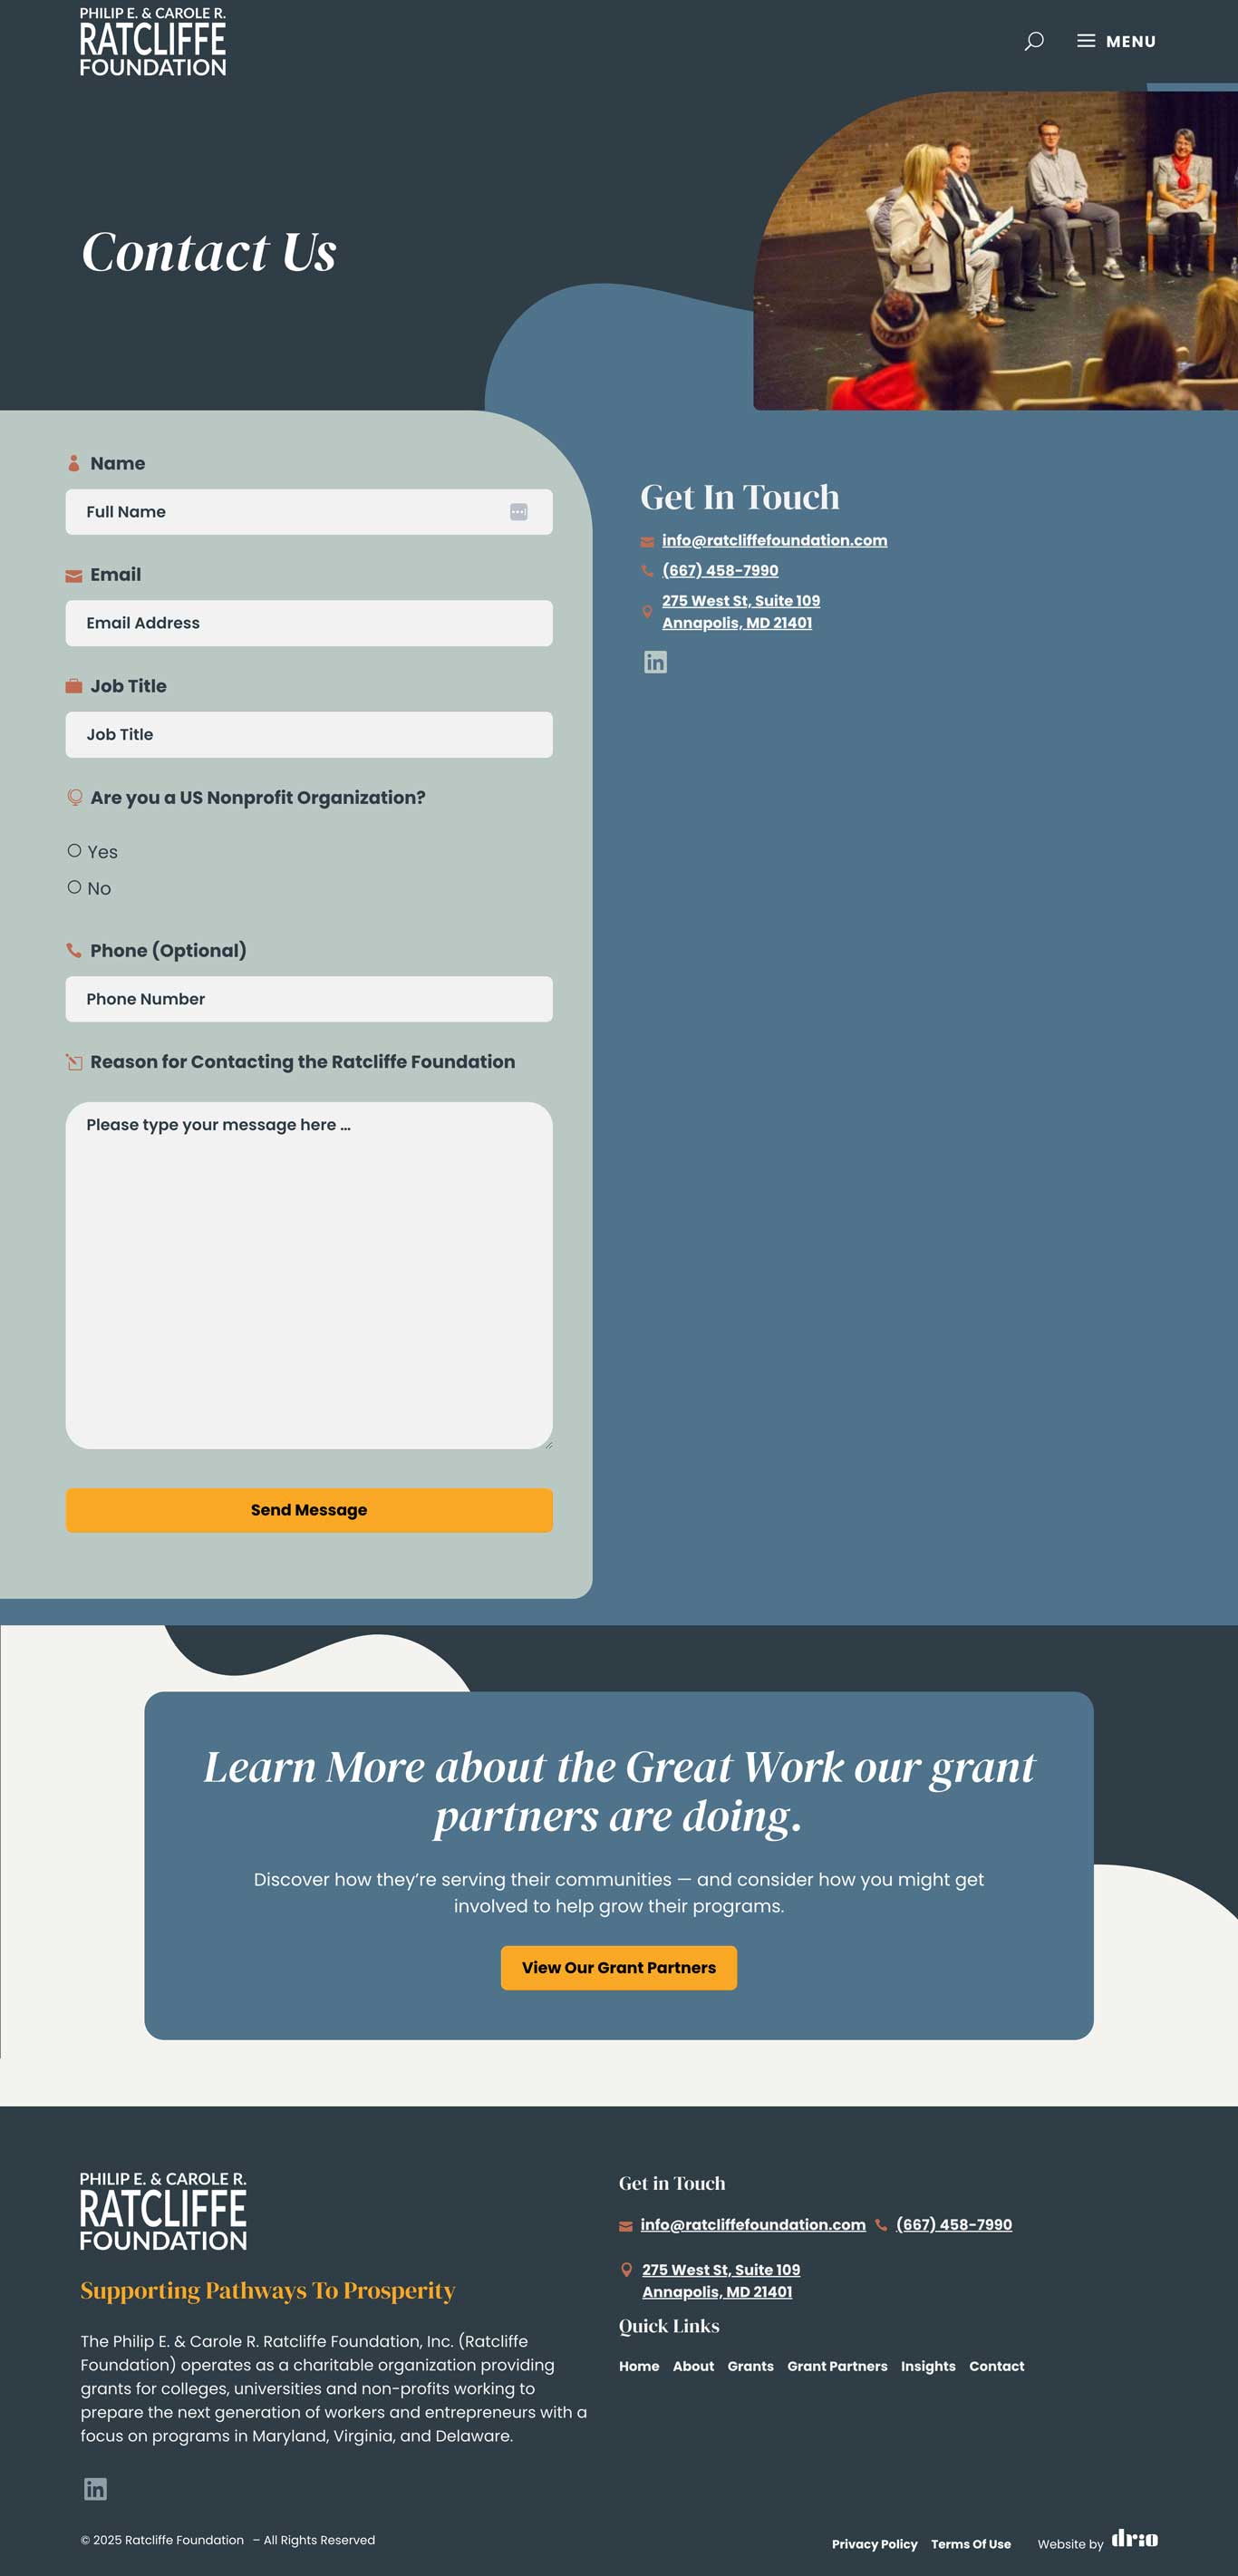 PHILIP E. & CAROLE R.
RATCLIFFE
FOUNDATION
MENU
Contact Us
Name
Full Name
Email
Email Address
Job Title
Job Title
Are you a US Nonprofit Organization?
Yes
No
Phone (Optional)
Phone Number
Reason for Contacting the Ratcliffe Foundation
Please type your message here ...
Send Message
Get In Touch
info@ratcliffefoundation.com
(667) 458-7990
275 West St, Suite 109
Annapolis, MD 21401
in
Learn More about the Great Work our grant
partners are doing.
Discover how they’re serving their communities — and consider how you might get
involved to help grow their programs.
View Our Grant Partners
PHILIP E. & CAROLE R.
RATCLIFFE
FOUNDATION
Supporting Pathways To Prosperity
The Philip E. & Carole R. Ratcliffe Foundation, Inc. (Ratcliffe
Foundation) operates as a charitable organization providing
grants for colleges, universities and non-profits working to
prepare the next generation of workers and entrepreneurs with a
focus on programs in Maryland, Virginia, and Delaware.
in
Get in Touch
info@ratcliffefoundation.com (667) 458-7990
275 West St, Suite 109
Annapolis, MD 21401
Quick Links
Home About Grants Grant Partners Insights Contact
© 2025 Ratcliffe Foundation – All Rights Reserved
Privacy Policy Terms Of Use Website by drio